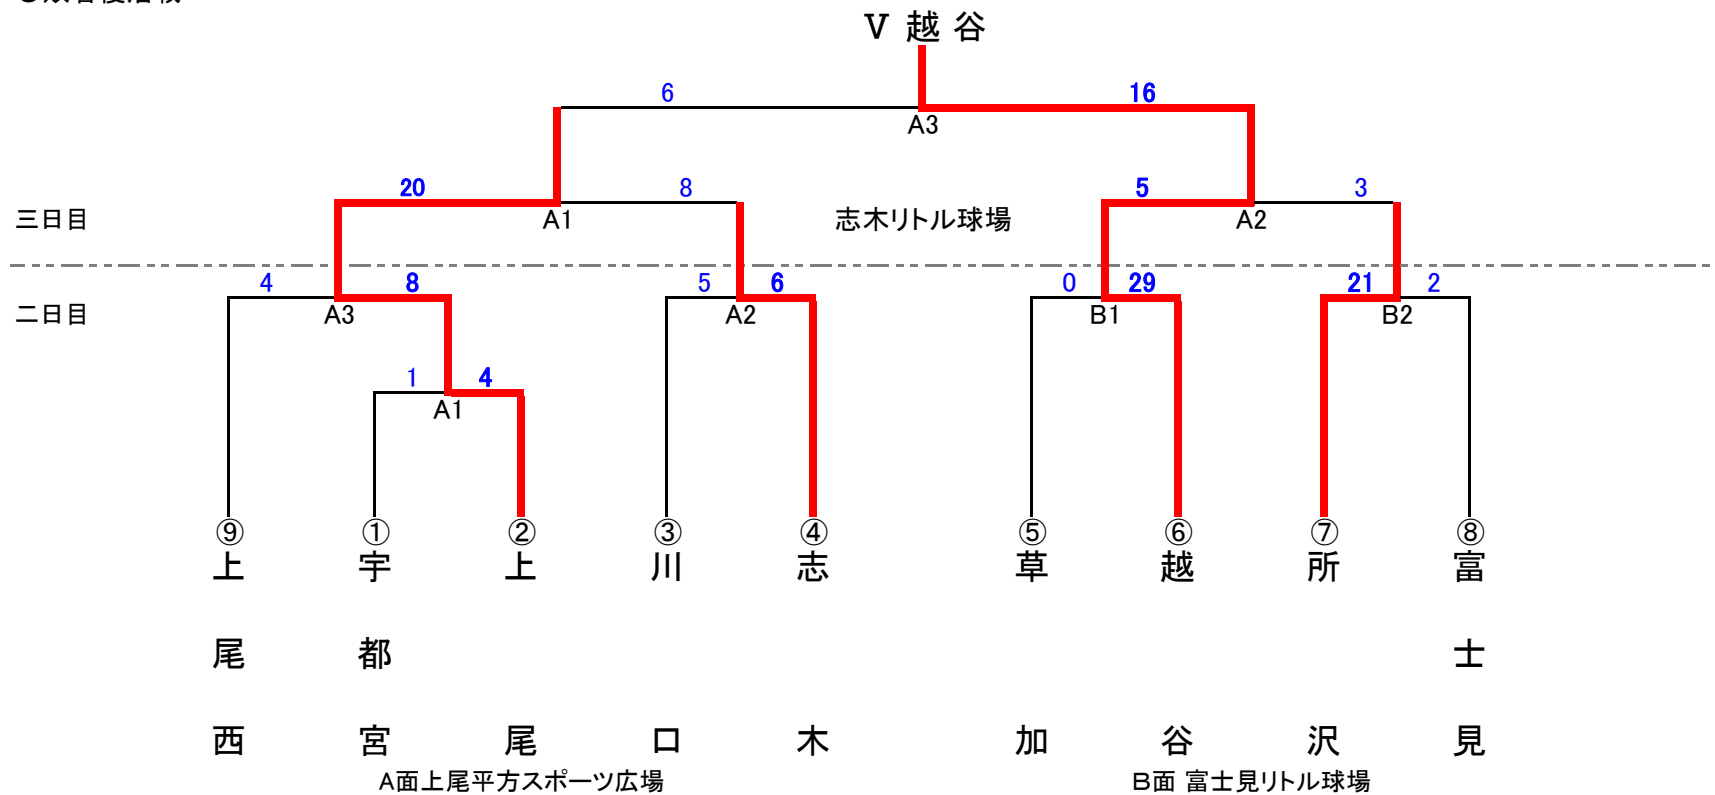 V 越谷
6 16
A3
20 8 5 3
三日目 A1 志木リトル球場 A2
4 8 5 6 0 29 21 2
二日目 A3 A2 B1 B2
1 4
A1
⑨ ① ② ③ ④ ⑤ ⑥ ⑦ ⑧
上尾西 宇都宮 上尾 川口 志木 草加 越谷 所沢 富士見
A面上尾平方スポーツ広場 B面 富士見リトル球場